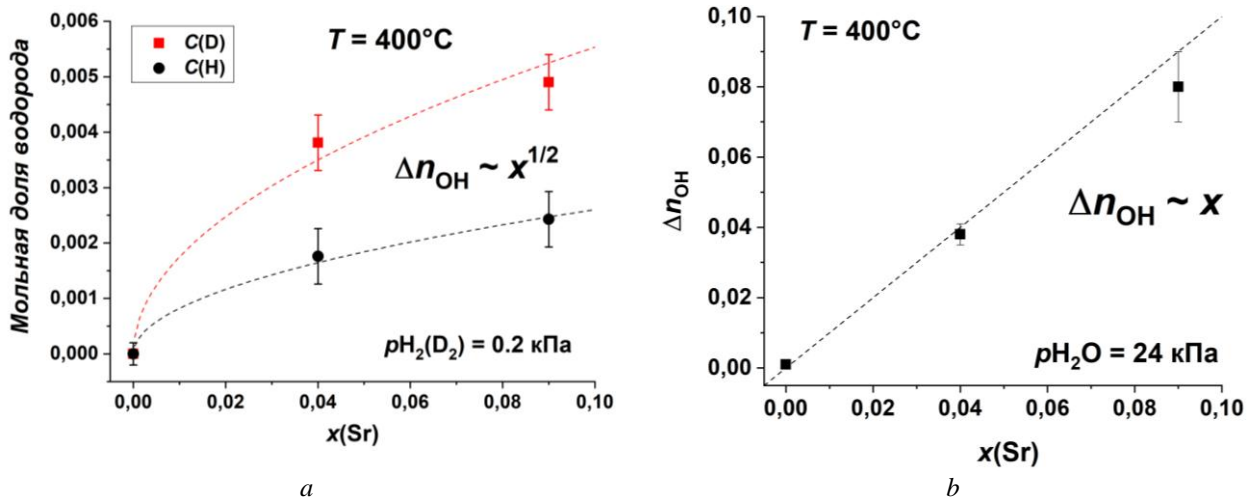 0,006
0,005
0,004
0,003
0,002
0,001
0,000
Мольная доля водорода
C(D)
C(H)
T = 400°C
Δn_OH ~ x^1/2
pH₂(D₂) = 0.2 кПа
0,00 0,02 0,04 0,06 0,08 0,10
x(Sr)
a
b
0,10
0,08
0,06
0,04
0,02
0,00
Δn_OH
T = 400°C
Δn_OH ~ x
pH₂O = 24 кПа
0,00 0,02 0,04 0,06 0,08 0,10
x(Sr)
b